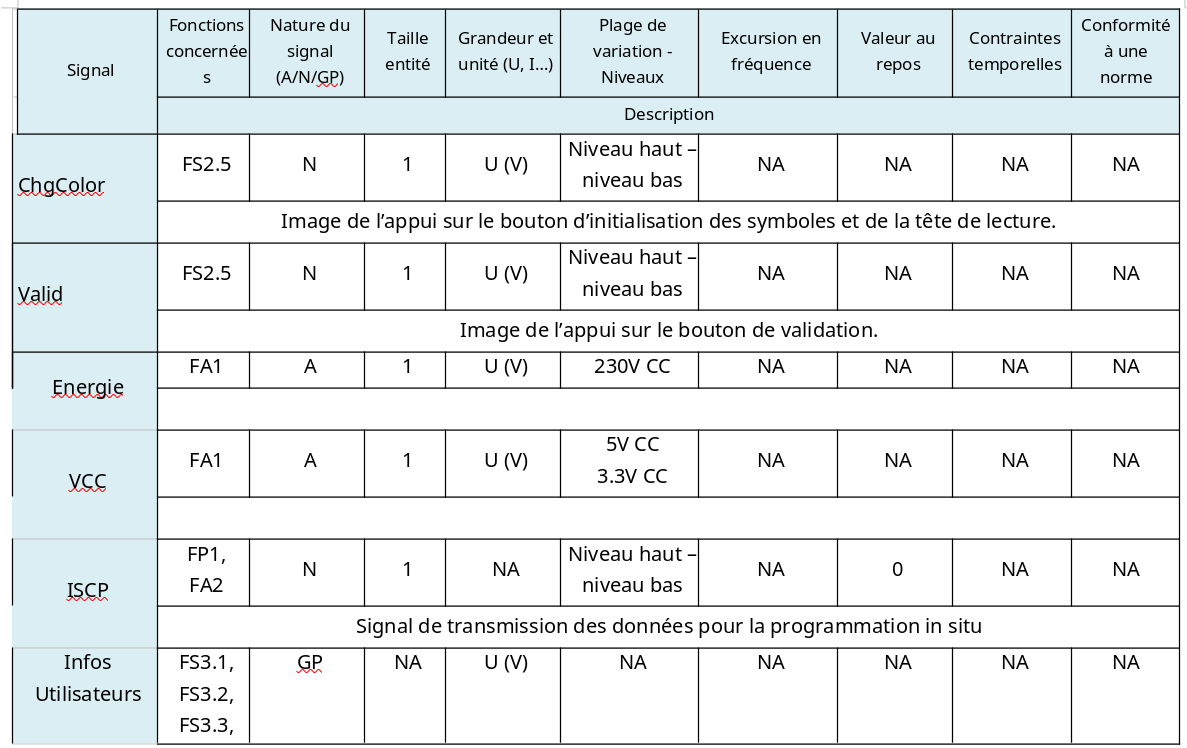 Signal
Fonctions
concernée
s
Nature du
signal
(A/N/GP)
Taille
entité
Grandeur et
unité (U, I...)
Plage de
variation -
Niveaux
Excursion en
fréquence
Valeur au
repos
Contraintes
temporelles
Conformité
à une
norme
Description
ChgColor
FS2.5
N
1
U (V)
Niveau haut –
niveau bas
NA
NA
NA
NA
Image de l’appui sur le bouton d’initialisation des symboles et de la tête de lecture.
Valid
FS2.5
N
1
U (V)
Niveau haut –
niveau bas
NA
NA
NA
NA
Image de l’appui sur le bouton de validation.
Energie
FA1
A
1
U (V)
230V CC
NA
NA
NA
NA
VCC
FA1
A
1
U (V)
5V CC
3.3V CC
NA
NA
NA
NA
ISCP
FP1,
FA2
N
1
NA
Niveau haut –
niveau bas
NA
0
NA
NA
Signal de transmission des données pour la programmation in situ
Infos
Utilisateurs
FS3.1,
FS3.2,
FS3.3,
GP
NA
U (V)
NA
NA
NA
NA
NA